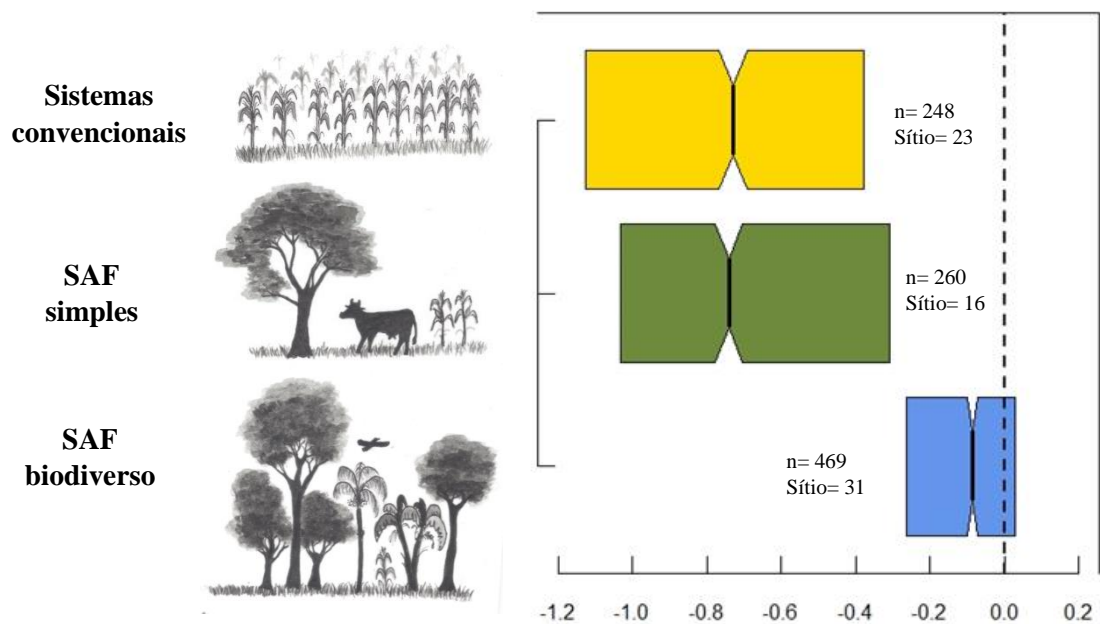 Sistemas
convencionais
n= 248
Sítio= 23
SAF
simples
n= 260
Sítio= 16
SAF
biodiverso
n= 469
Sítio= 31
-1.2 -1.0 -0.8 -0.6 -0.4 -0.2 0.0 0.2